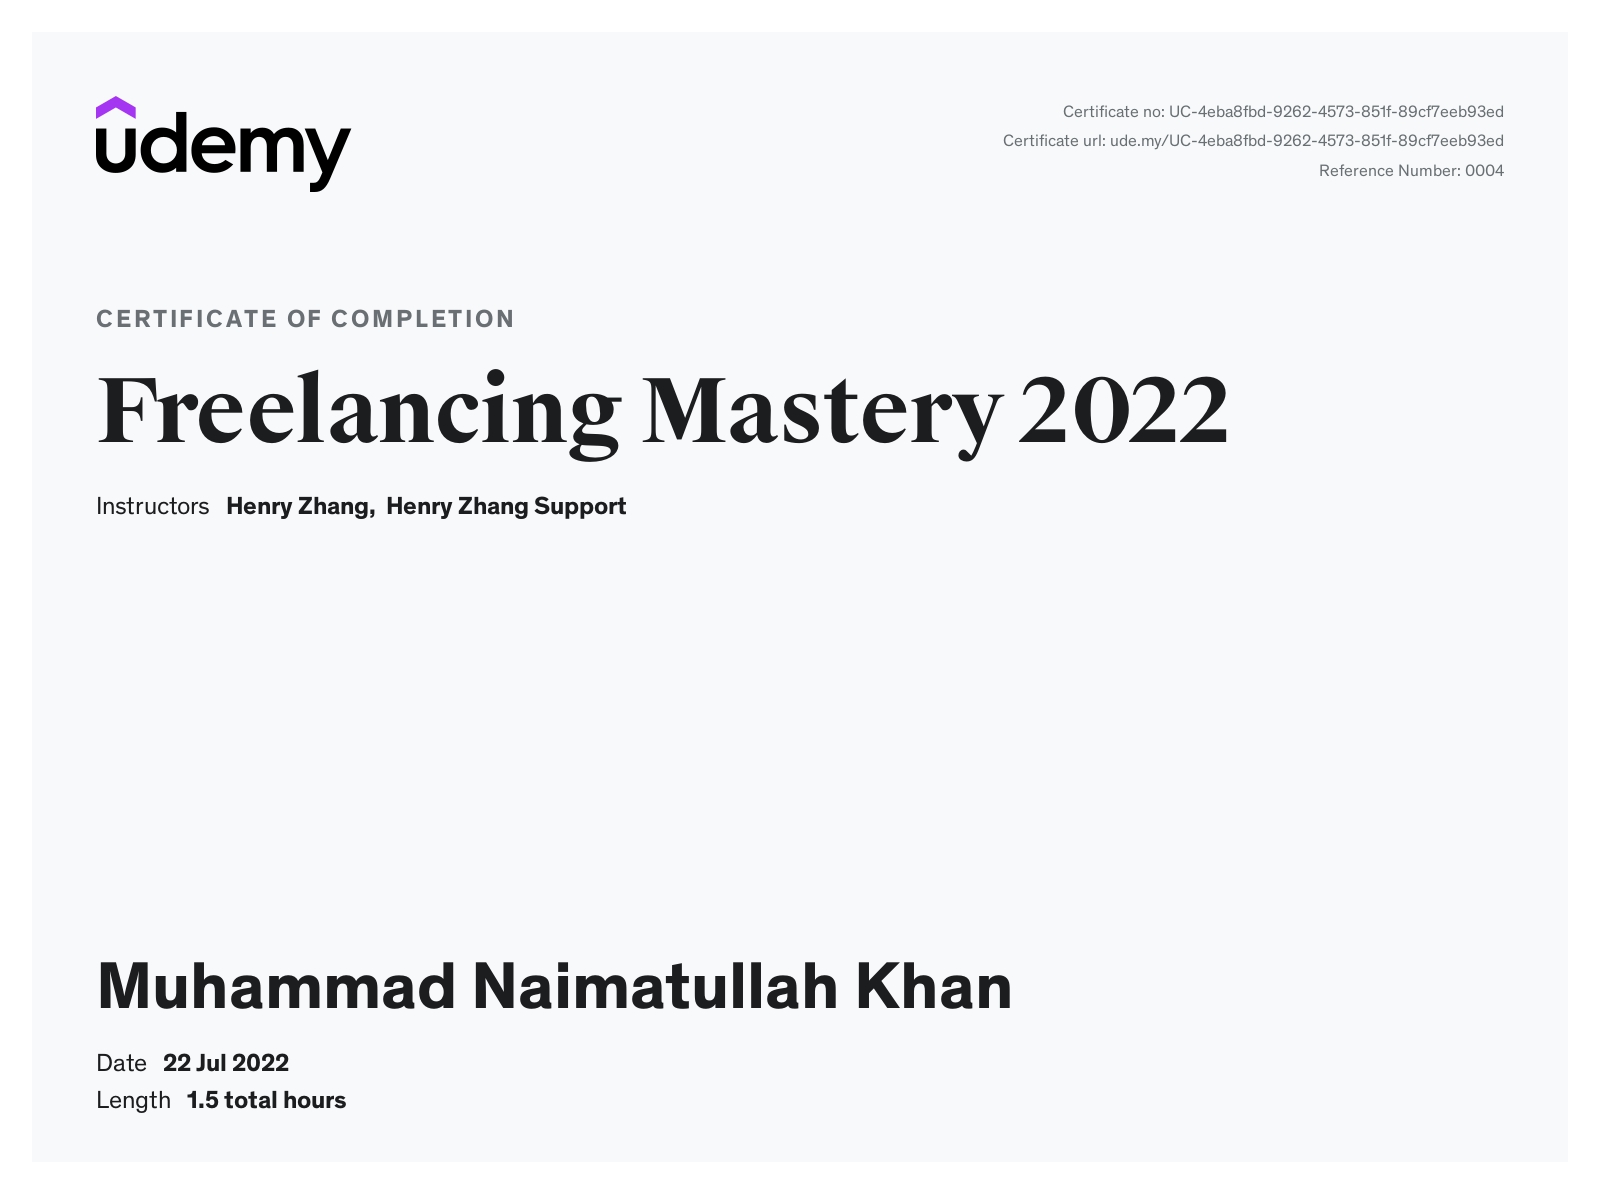 udemy
Certificate no: UC-4eba8fbd-9262-4573-851f-89cf7eeb93ed
Certificate url: ude.my/UC-4eba8fbd-9262-4573-851f-89cf7eeb93ed
Reference Number: 0004
CERTIFICATE OF COMPLETION
Freelancing Mastery 2022
Instructors Henry Zhang, Henry Zhang Support
Muhammad Naimatullah Khan
Date 22 Jul 2022
Length 1.5 total hours